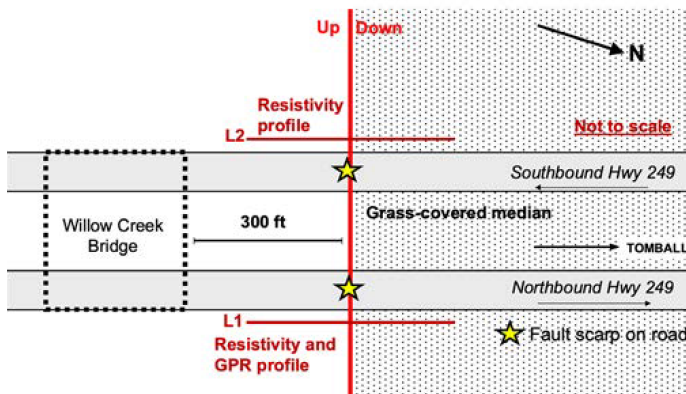 Up Down
N
Resistivity
profile
L2
Not to scale
Southbound Hwy 249
Grass-covered median
Willow Creek
Bridge
300 ft
TOMBALL
Northbound Hwy 249
L1
Resistivity and
GPR profile
Fault scarp on road